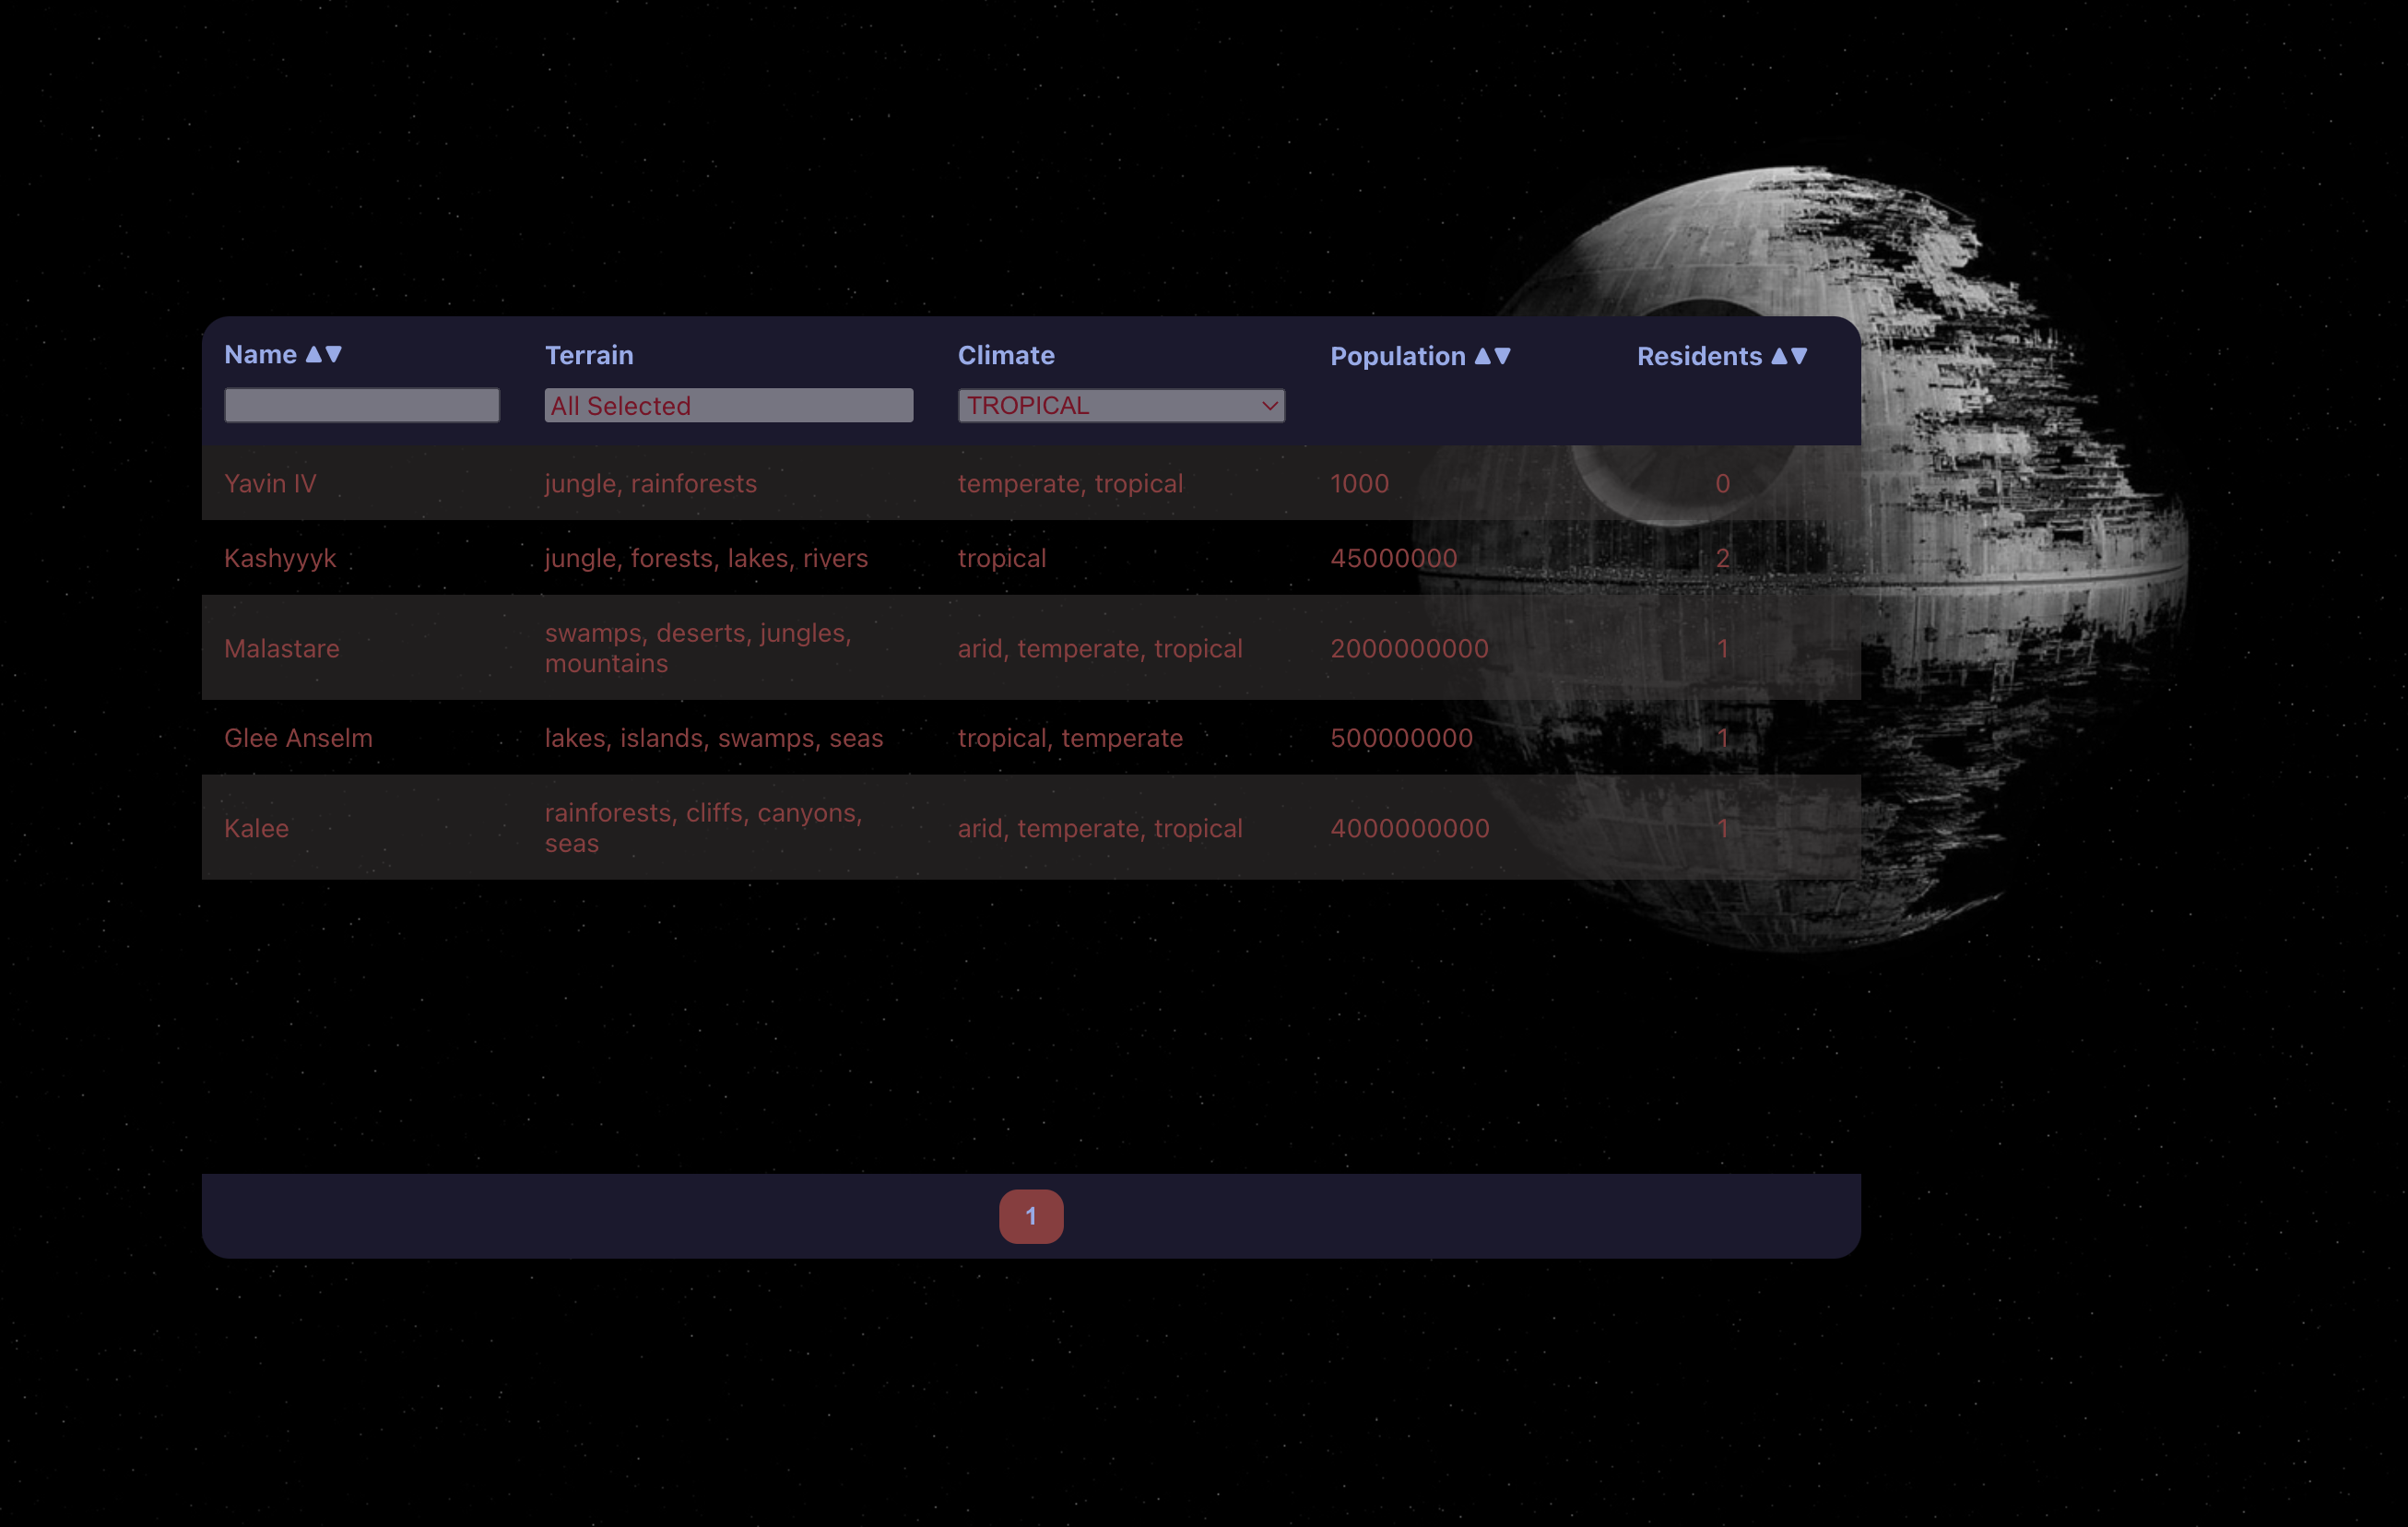 Name ▲▼ Terrain Climate Population ▲▼ Residents ▲▼
All Selected TROPICAL
Yavin IV jungle, rainforests temperate, tropical 1000 0
Kashyyyk jungle, forests, lakes, rivers tropical 45000000 2
Malastare swamps, deserts, jungles, mountains arid, temperate, tropical 2000000000 1
Glee Anselm lakes, islands, swamps, seas tropical, temperate 500000000 1
Kalee rainforests, cliffs, canyons, seas arid, temperate, tropical 4000000000 1
1